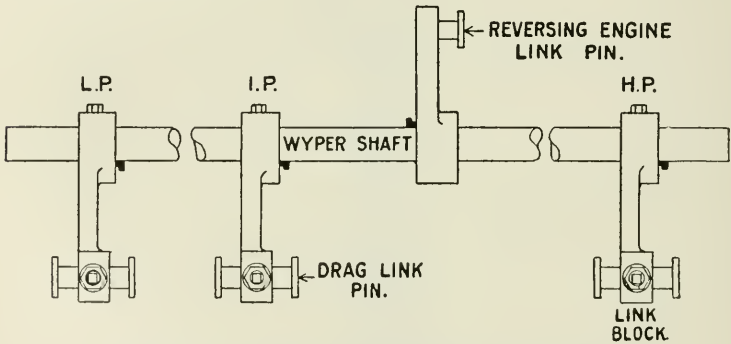 REVERSING ENGINE
LINK PIN.
L.P.
I.P.
H.P.
WYPER SHAFT
DRAG LINK
PIN.
LINK
BLOCK.